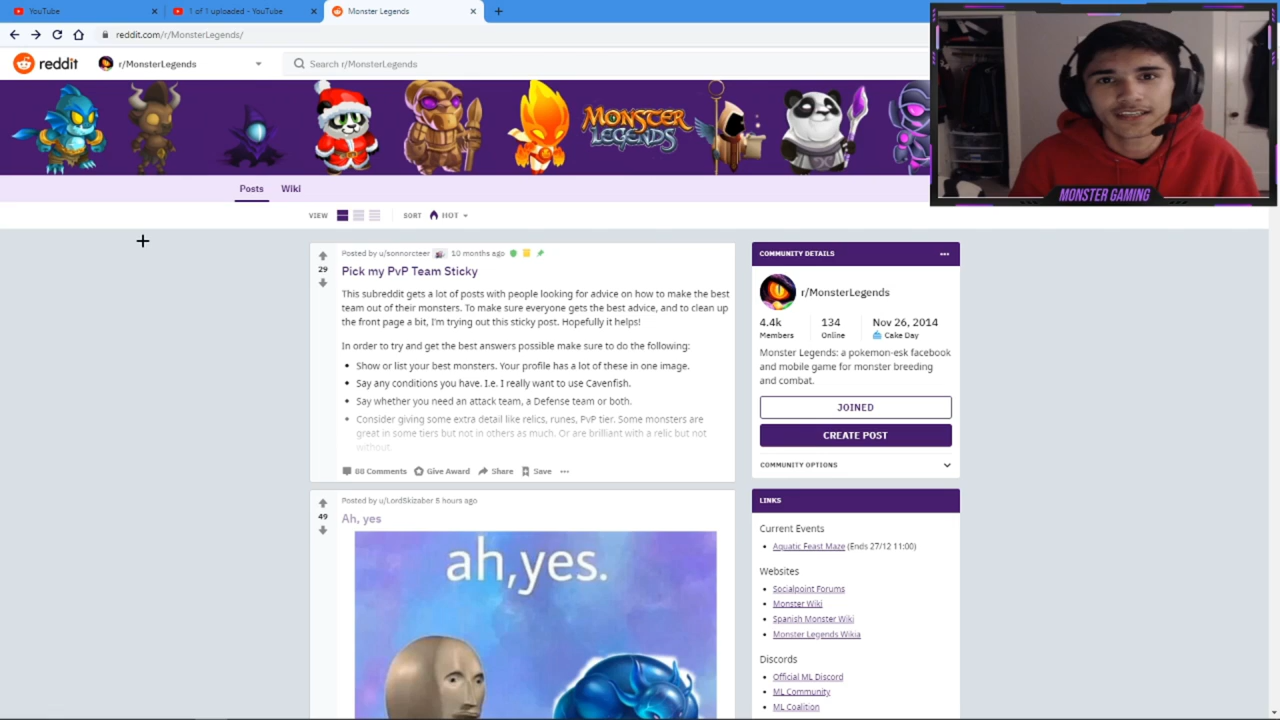 YouTube
1 of 1 uploaded - YouTube
Monster Legends
reddit.com/r/MonsterLegends/
reddit
r/MonsterLegends
Search r/MonsterLegends
MONSTER
LEGENDS
MONSTER GAMING
Posts
Wiki
VIEW
SORT
HOT
Posted by u/sonnorcteer 10 months ago
29
Pick my PvP Team Sticky
This subreddit gets a lot of posts with people looking for advice on how to make the best
team out of their monsters. To make sure everyone gets the best advice, and to clean up
the front page a bit, I'm trying out this sticky post. Hopefully it helps!
In order to try and get the best answers possible make sure to do the following:
• Show or list your best monsters. Your profile has a lot of these in one image.
• Say any conditions you have. I.e. I really want to use Cavenfish.
• Say whether you need an attack team, a Defense team or both.
• Consider giving some extra detail like relics, runes, PvP tier. Some monsters are
great in some tiers but not in others as much. Or are brilliant with a relic but not
without.
88 Comments Give Award Share Save
Posted by u/LordSkizaber 5 hours ago
49
Ah, yes
ah,yes.
COMMUNITY DETAILS
r/MonsterLegends
4.4k 134 Nov 26, 2014
Members Online Cake Day
Monster Legends: a pokemon-esk facebook
and mobile game for monster breeding
and combat.
JOINED
CREATE POST
COMMUNITY OPTIONS
LINKS
Current Events
• Aquatic Feast Maze (Ends 27/12 11:00)
Websites
• Socialpoint Forums
• Monster Wiki
• Spanish Monster Wiki
• Monster Legends Wikia
Discords
• Official ML Discord
• ML Community
• ML Coalition